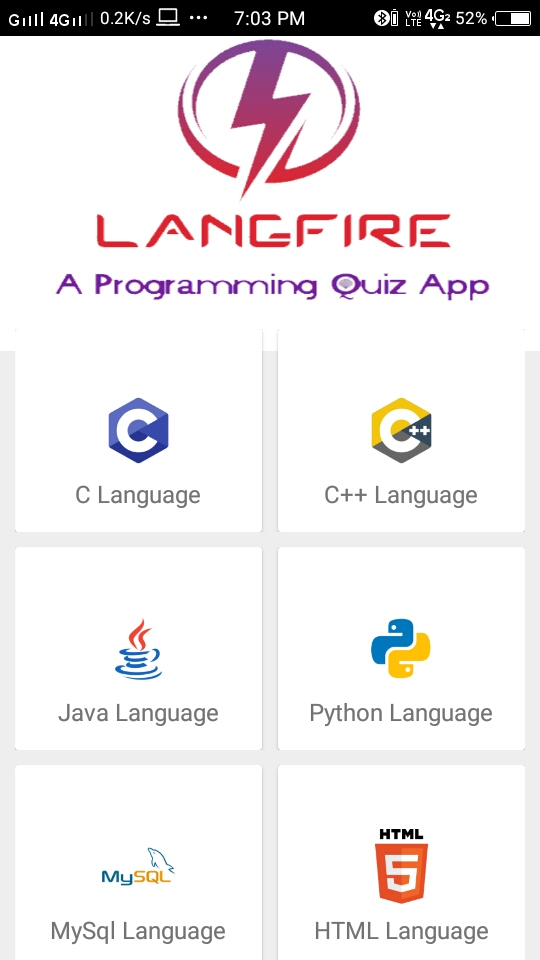 G 4G 0.2K/s ... 7:03 PM Vo) LTE 4G2 52%
LANGFIRE
A Programming Quiz App
C
C++
C Language
C++ Language
Java Language
Python Language
MySQL
HTML
5
MySql Language
HTML Language